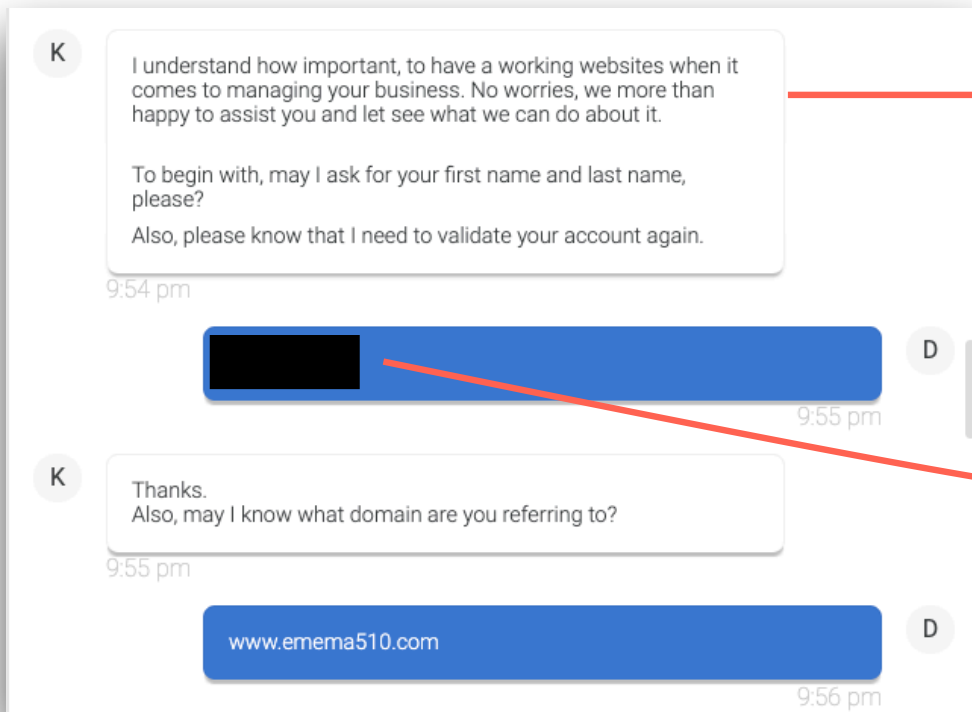 K
I understand how important, to have a working websites when it
comes to managing your business. No worries, we more than
happy to assist you and let see what we can do about it.
To begin with, may I ask for your first name and last name,
please?
Also, please know that I need to validate your account again.
9:54 pm
D
9:55 pm
K
Thanks.
Also, may I know what domain are you referring to?
9:55 pm
www.emema510.com
D
9:56 pm